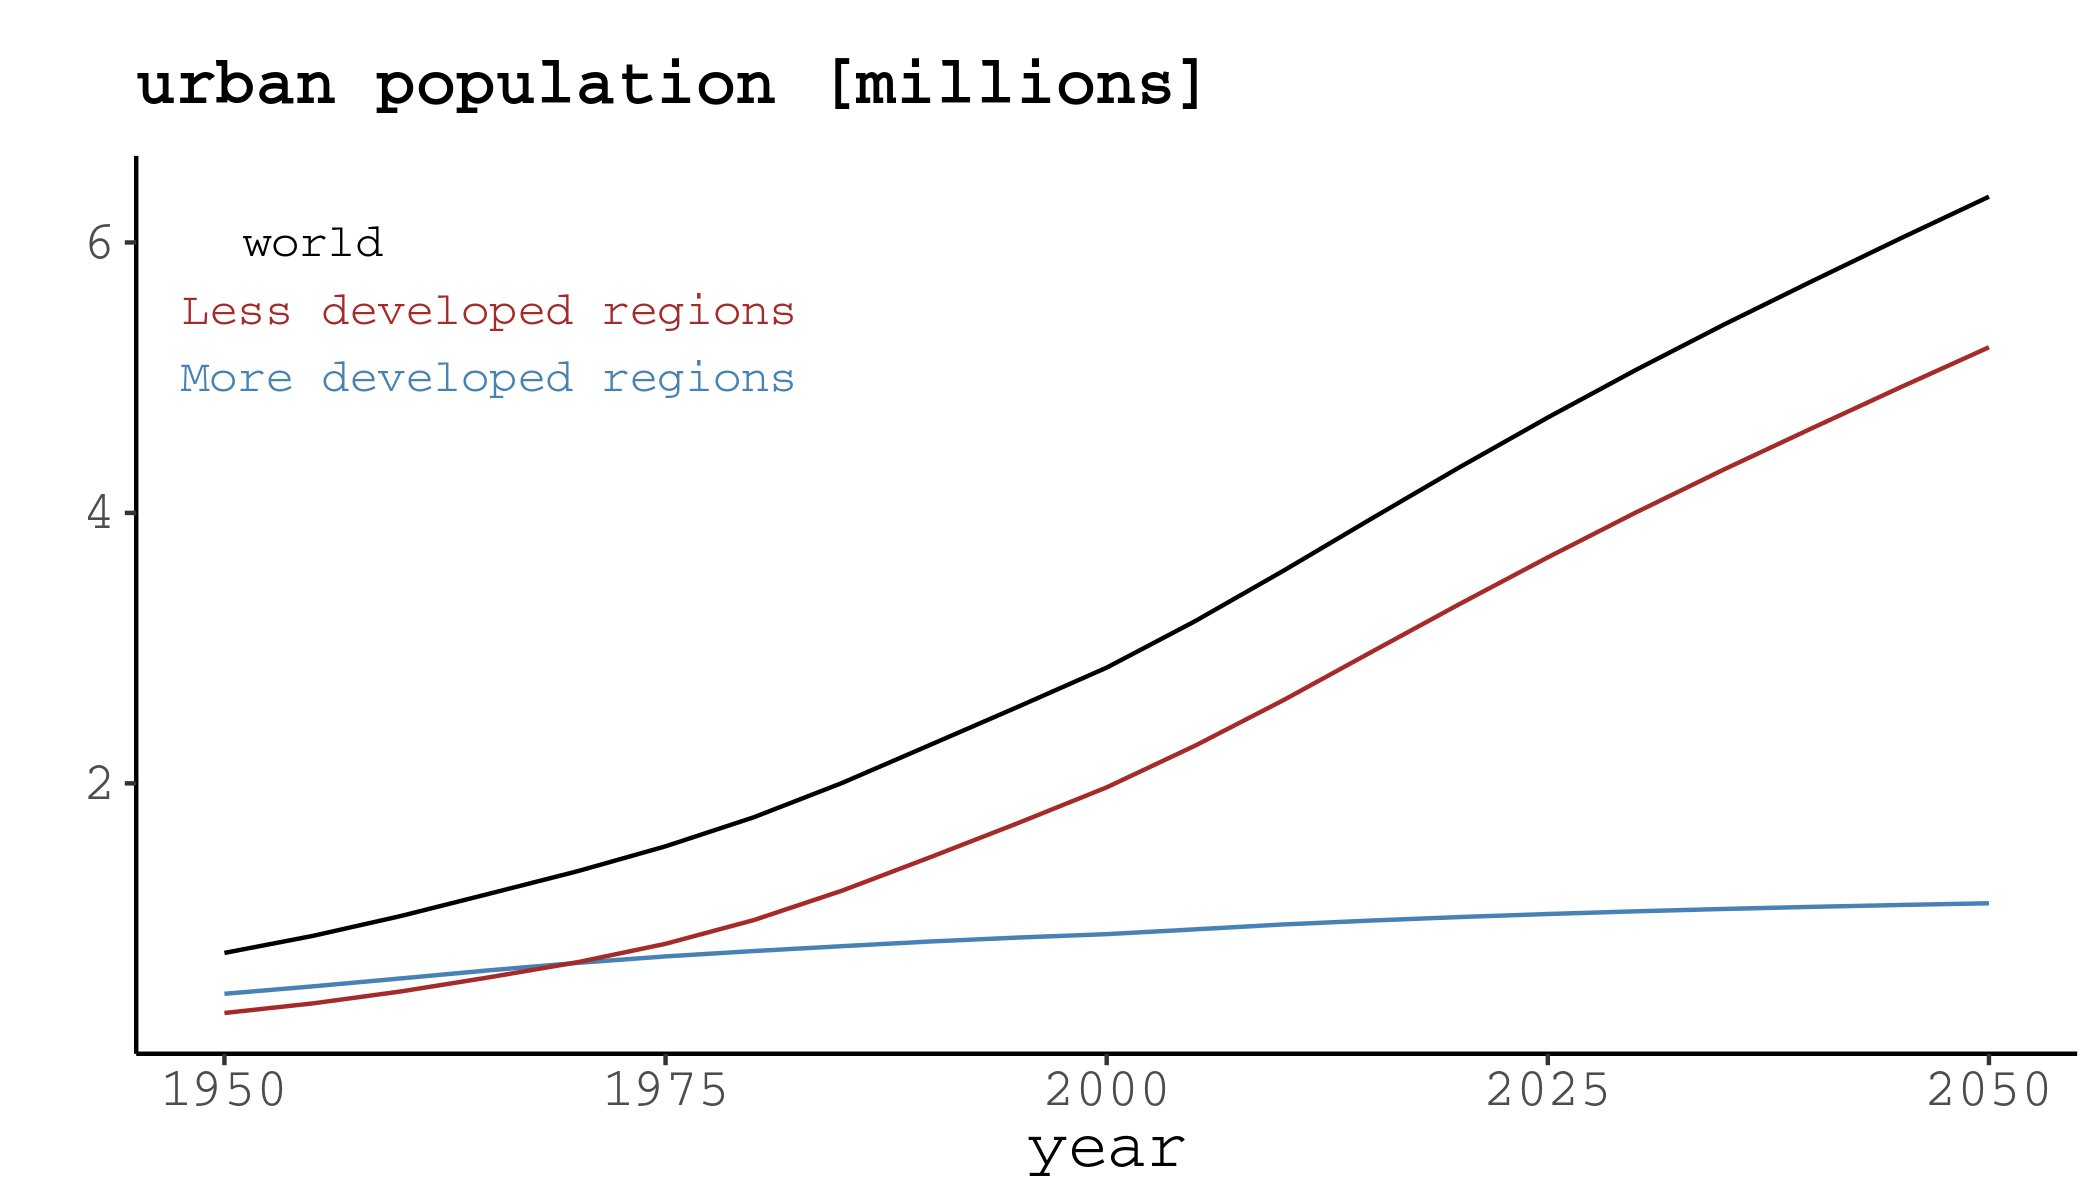 urban population [millions]
6
world
Less developed regions
More developed regions
4
2
1950 1975 2000 2025 2050
year